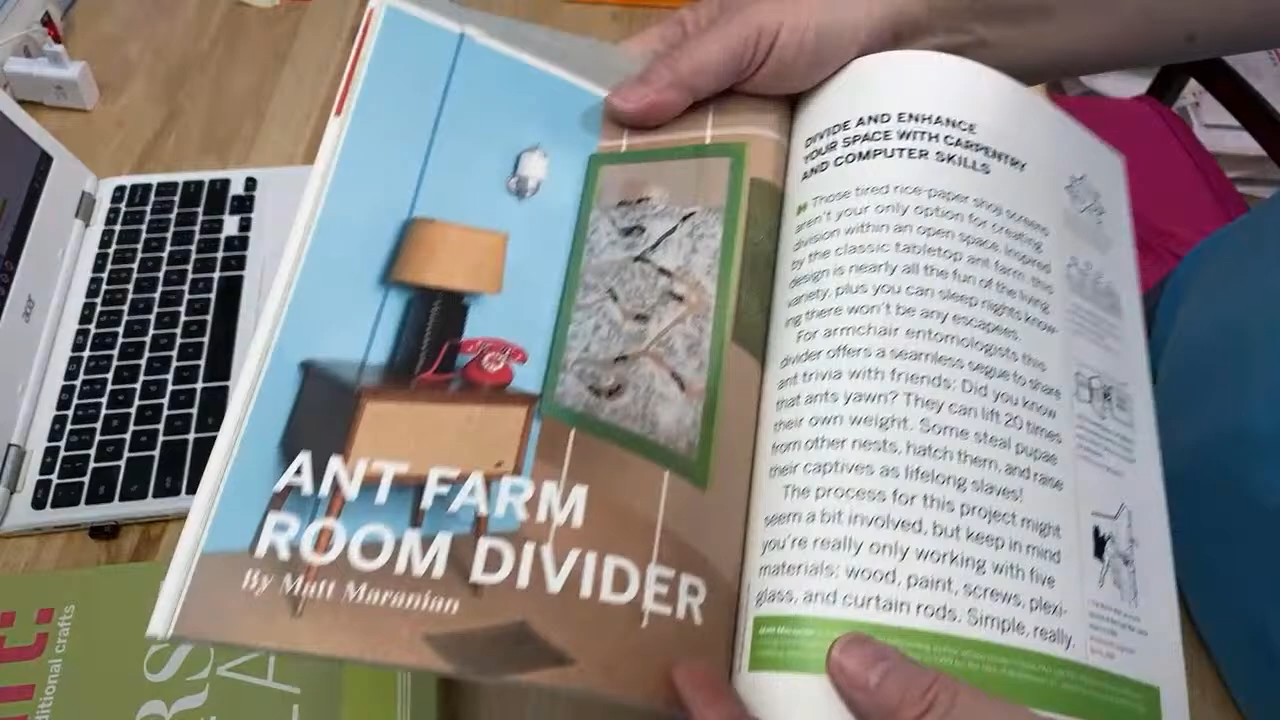 acer
ANT FARM
ROOM DIVIDER
By Matt Maranian
DIVIDE AND ENHANCE
YOUR SPACE WITH CARPENTRY
AND COMPUTER SKILLS
Those tired rice-paper shoji screens
aren't your only option for creating
division within an open space. Inspired
by the classic tabletop ant farm, this
design is nearly all the fun of the living
variety, plus you can sleep nights know-
ing there won't be any escapees.
For armchair entomologists this
divider offers a seamless segue to share
ant trivia with friends: Did you know
that ants yawn? They can lift 20 times
their own weight. Some steal pupae
from other nests, hatch them, and raise
their captives as lifelong slaves!
The process for this project might
seem a bit involved, but keep in mind
you're really only working with five
materials: wood, paint, screws, plexi-
glass, and curtain rods. Simple, really.
ditional crafts
RS